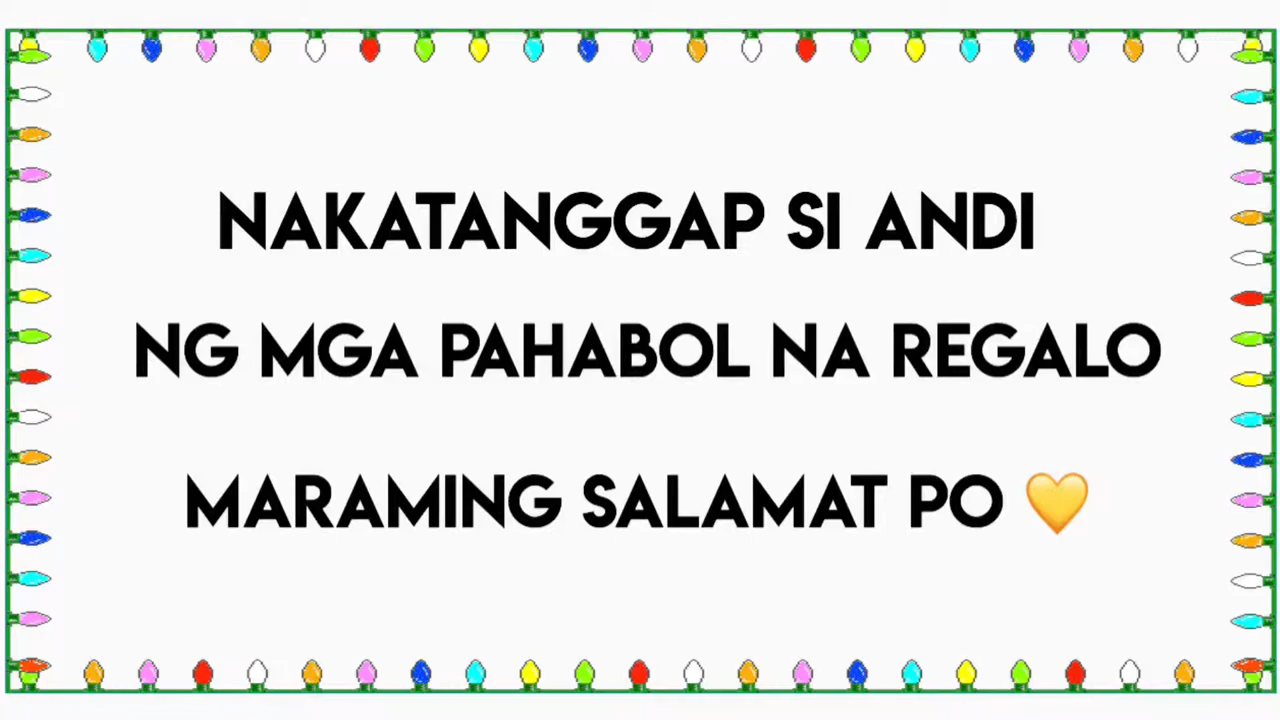 NAKATANGGAP SI ANDI
NG MGA PAHABOL NA REGALO
MARAMING SALAMAT PO 💛